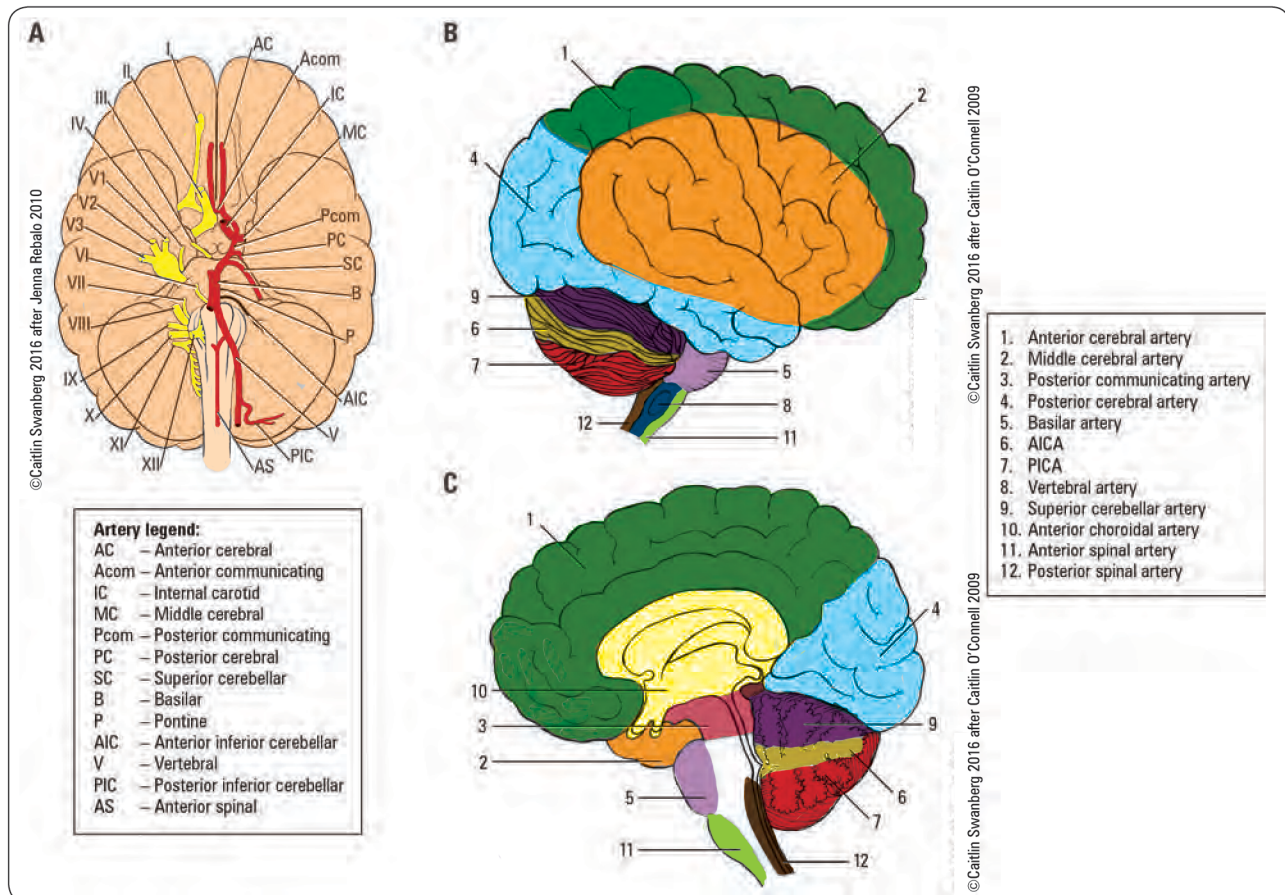 A
I
II
III
IV
V1
V2
V3
VI
VII
VIII
IX
X
XI
XII
AC
Acom
IC
MC
Pcom
PC
SC
B
P
AIC
V
PIC
AS
©Caitlin Swanberg 2016 after Jenna Rebalo 2010
Artery legend:
AC – Anterior cerebral
Acom – Anterior communicating
IC – Internal carotid
MC – Middle cerebral
Pcom – Posterior communicating
PC – Posterior cerebral
SC – Superior cerebellar
B – Basilar
P – Pontine
AIC – Anterior inferior cerebellar
V – Vertebral
PIC – Posterior inferior cerebellar
AS – Anterior spinal
B
1
2
4
9
6
7
5
8
12
11
©Caitlin Swanberg 2016 after Caitlin O'Connell 2009
C
1
4
10
3
9
2
5
6
7
11
12
©Caitlin Swanberg 2016 after Caitlin O'Connell 2009
1. Anterior cerebral artery
2. Middle cerebral artery
3. Posterior communicating artery
4. Posterior cerebral artery
5. Basilar artery
6. AICA
7. PICA
8. Vertebral artery
9. Superior cerebellar artery
10. Anterior choroidal artery
11. Anterior spinal artery
12. Posterior spinal artery